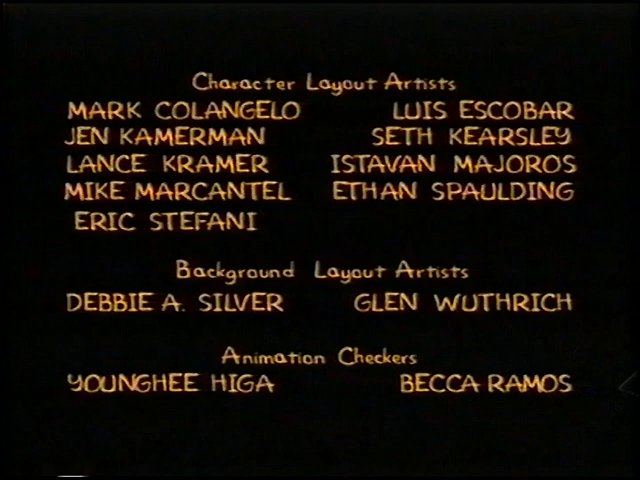 Character Layout Artists
MARK COLANGELO LUIS ESCOBAR
JEN KAMERMAN SETH KEARSLEY
LANCE KRAMER ISTAVAN MAJOROS
MIKE MARCANTEL ETHAN SPAULDING
ERIC STEFANI
Background Layout Artists
DEBBIE A. SILVER GLEN WUTHRICH
Animation Checkers
YOUNGHEE HIGA BECCA RAMOS